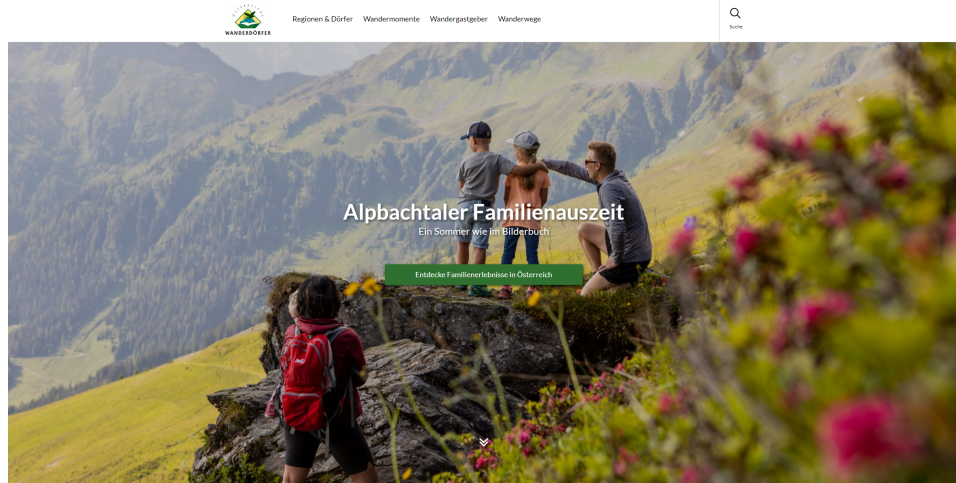 WANDERDÖRFER
Regionen & Dörfer
Wandermomente
Wandergastgeber
Wanderwege
Suche
Alpbachtaler Familienauszeit
Ein Sommer wie im Bilderbuch
Entdecke Familienerlebnisse in Österreich